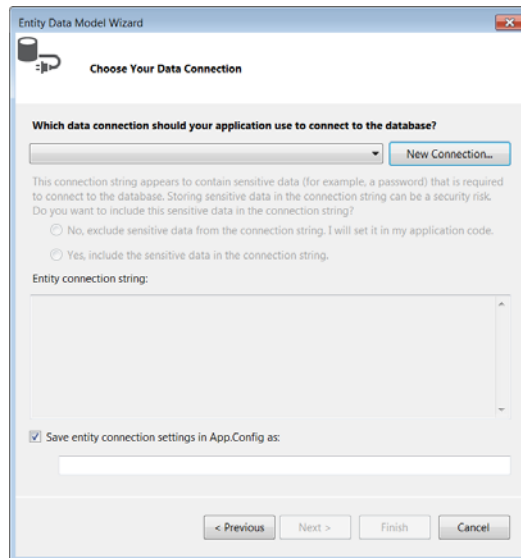 Entity Data Model Wizard
Choose Your Data Connection
Which data connection should your application use to connect to the database?
New Connection...
This connection string appears to contain sensitive data (for example, a password) that is required
to connect to the database. Storing sensitive data in the connection string can be a security risk.
Do you want to include this sensitive data in the connection string?
No, exclude sensitive data from the connection string. I will set it in my application code.
Yes, include the sensitive data in the connection string.
Entity connection string:
Save entity connection settings in App.Config as:
< Previous
Next >
Finish
Cancel